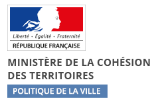 Liberté • Égalité • Fraternité
RÉPUBLIQUE FRANÇAISE
MINISTÈRE DE LA COHÉSION
DES TERRITOIRES
POLITIQUE DE LA VILLE